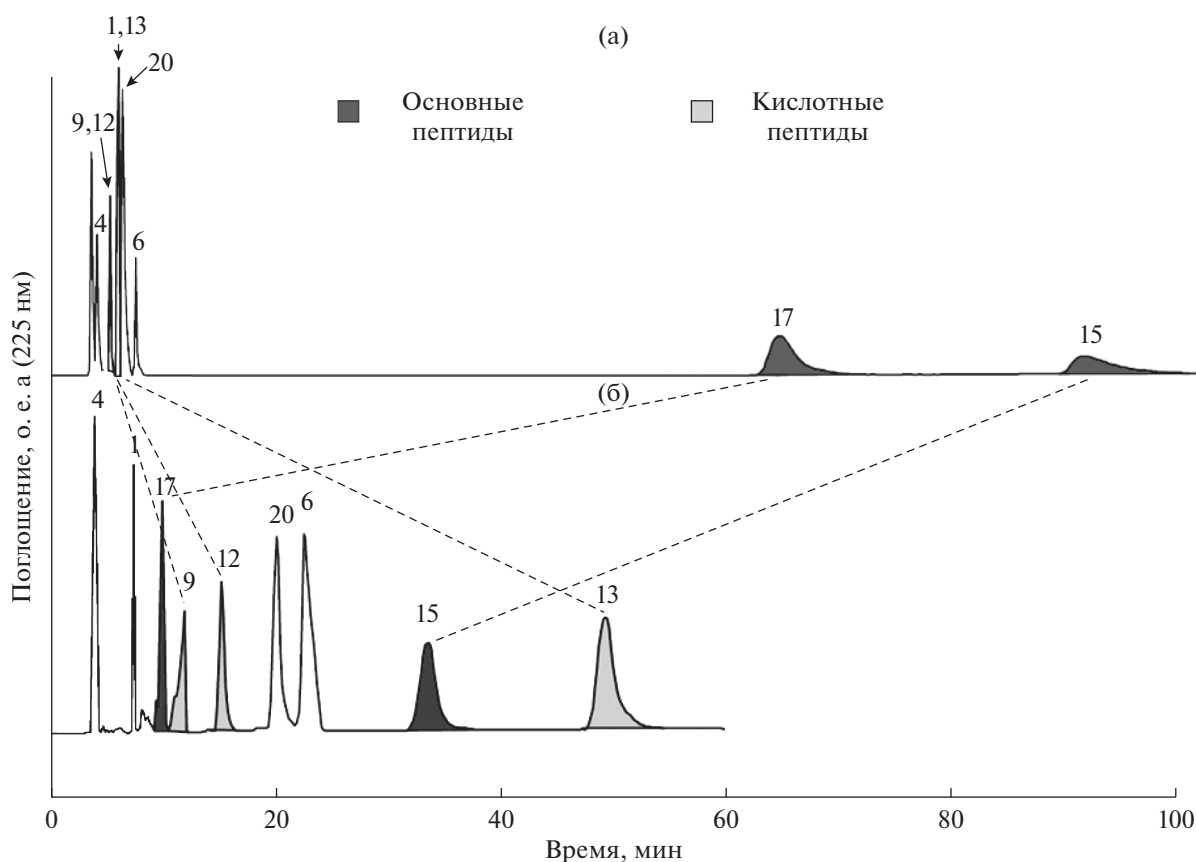 1,13
(а)
20
9,12
Основные
пептиды
Кислотные
пептиды
4
6
17
15
Поглощение, о. е. а (225 нм)
(б)
4
1
17
9
12
20
6
15
13
0
20
40
60
80
100
Время, мин